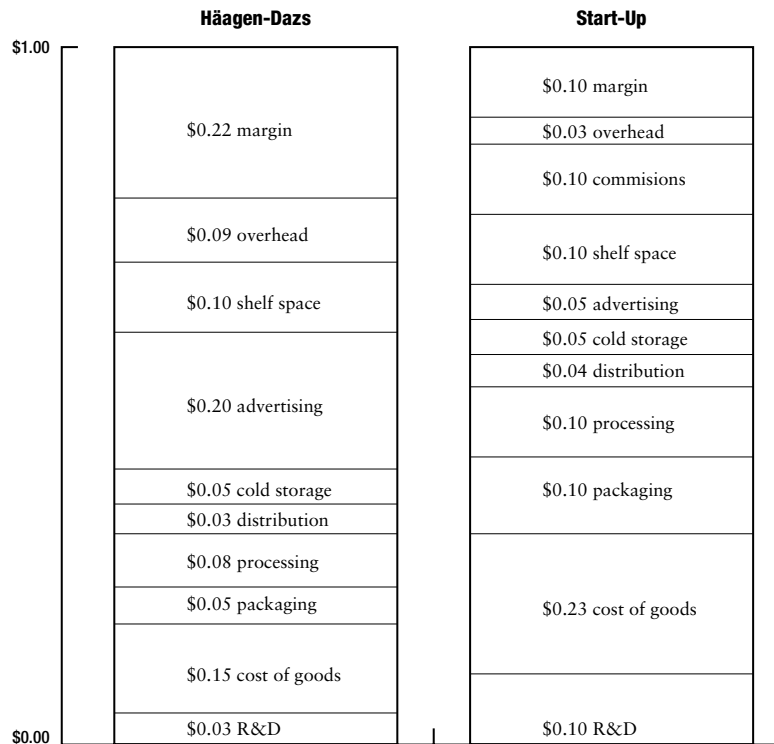 Häagen-Dazs
$1.00
$0.22 margin
$0.09 overhead
$0.10 shelf space
$0.20 advertising
$0.05 cold storage
$0.03 distribution
$0.08 processing
$0.05 packaging
$0.15 cost of goods
$0.03 R&D
$0.00
Start-Up
$0.10 margin
$0.03 overhead
$0.10 commisions
$0.10 shelf space
$0.05 advertising
$0.05 cold storage
$0.04 distribution
$0.10 processing
$0.10 packaging
$0.23 cost of goods
$0.10 R&D